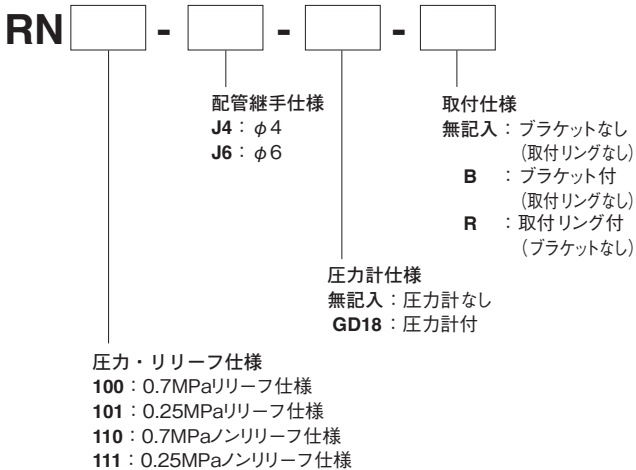 RN - - -
配管継手仕様
J4：φ4
J6：φ6
取付仕様
無記入：ブラケットなし
（取付リングなし）
B：ブラケット付
（取付リングなし）
R：取付リング付
（ブラケットなし）
圧力計仕様
無記入：圧力計なし
GD18：圧力計付
圧力・リリーフ仕様
100：0.7MPaリリーフ仕様
101：0.25MPaリリーフ仕様
110：0.7MPaノンリリーフ仕様
111：0.25MPaノンリリーフ仕様